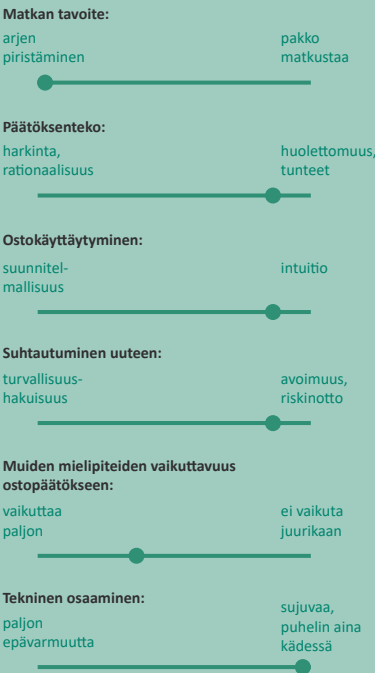 Matkan tavoite:
arjen
piristäminen
pakko
matkustaa
Päätöksenteko:
harkinta,
rationaalisuus
huolettomuus,
tunteet
Ostokäyttäytyminen:
suunnitel-
mallisuus
intuitio
Suhtautuminen uuteen:
turvallisuus-
hakuisuus
avoimuus,
riskinotto
Muiden mielipiteiden vaikuttavuus
ostopäätökseen:
vaikuttaa
paljon
ei vaikuta
juurikaan
Tekninen osaaminen:
paljon
epävarmuutta
sujuvaa,
puhelin aina
kädessä